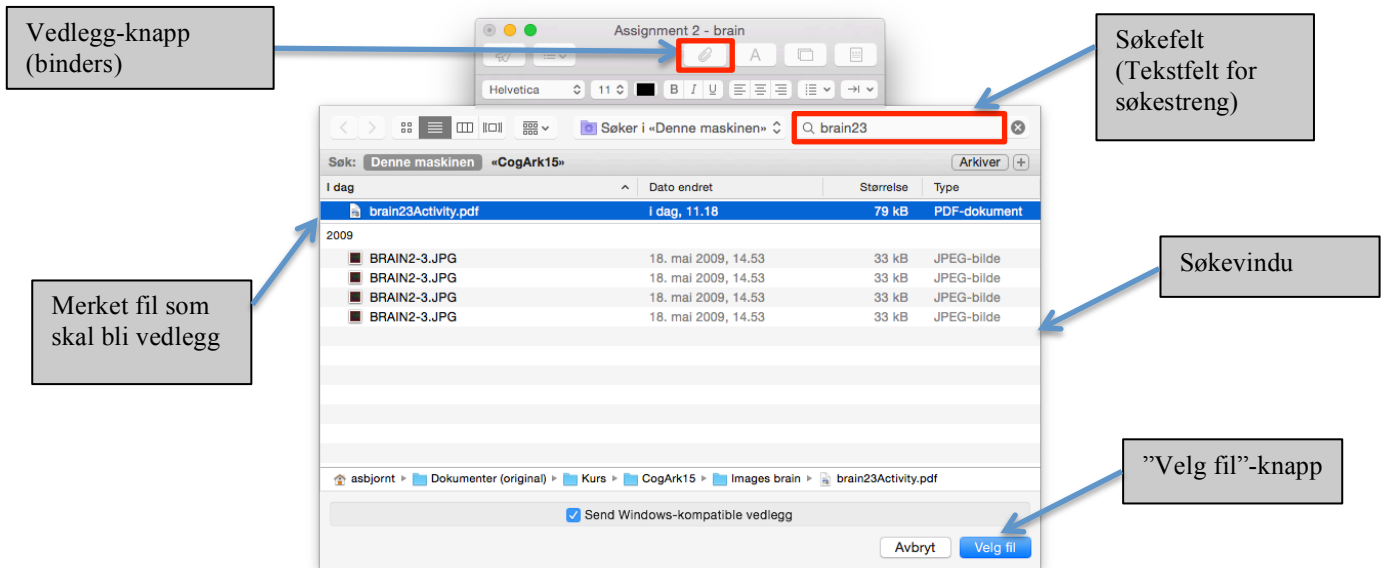 Vedlegg-knapp
(binders)
Assignment 2 - brain
Søkefelt
(Tekstfelt for
søkestreng)
A
Helvetica 11 B I U
Søker i «Denne maskinen» brain23
Søk: Denne maskinen «CogArk15» Arkiver +
I dag Dato endret Størrelse Type
brain23Activity.pdf i dag, 11.18 79 kB PDF-dokument
2009
BRAIN2-3.JPG 18. mai 2009, 14.53 33 kB JPEG-bilde
BRAIN2-3.JPG 18. mai 2009, 14.53 33 kB JPEG-bilde
BRAIN2-3.JPG 18. mai 2009, 14.53 33 kB JPEG-bilde
BRAIN2-3.JPG 18. mai 2009, 14.53 33 kB JPEG-bilde
Søkevindu
Merket fil som
skal bli vedlegg
asbjornt ▸ Dokumenter (original) ▸ Kurs ▸ CogArk15 ▸ Images brain ▸ brain23Activity.pdf
Send Windows-kompatible vedlegg
Avbryt Velg fil
”Velg fil”-knapp